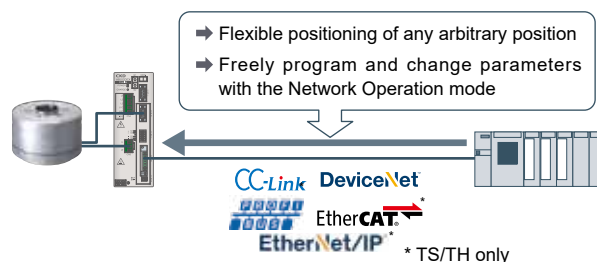 Flexible positioning of any arbitrary position
Freely program and change parameters
with the Network Operation mode
CC-Link DeviceNet
PROFIBUS EtherCAT®*
EtherNet/IP*
* TS/TH only